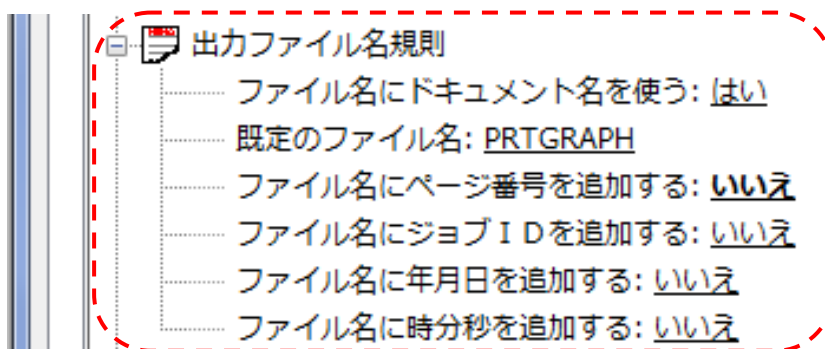 出力ファイル名規則
ファイル名にドキュメント名を使う: はい
既定のファイル名: PRTGRAPH
ファイル名にページ番号を追加する: いいえ
ファイル名にジョブＩＤを追加する: いいえ
ファイル名に年月日を追加する: いいえ
ファイル名に時分秒を追加する: いいえ